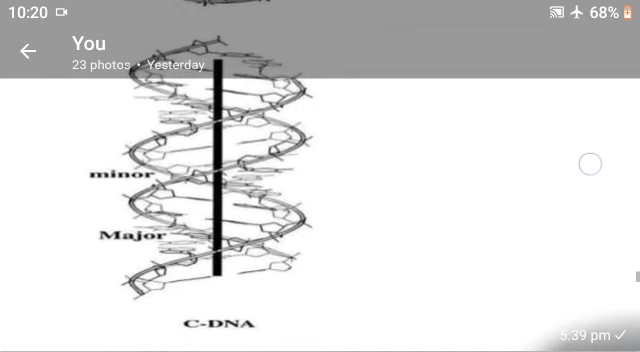 10:20
68%
You
23 photos • Yesterday
minor
Major
C-DNA
5:39 pm